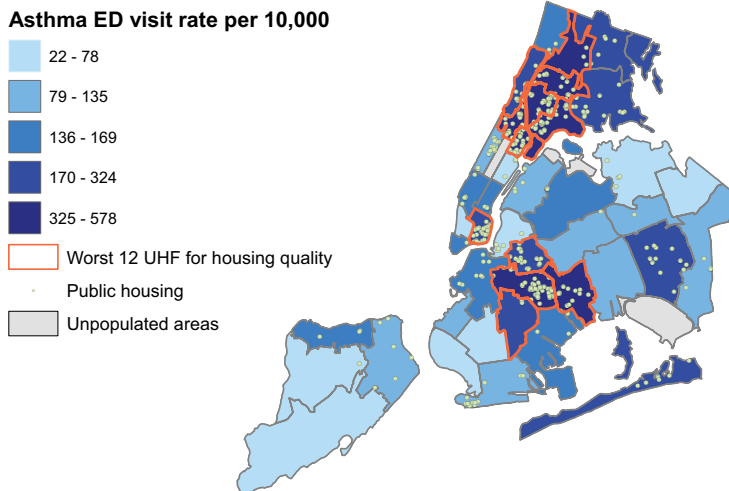 Asthma ED visit rate per 10,000
22 - 78
79 - 135
136 - 169
170 - 324
325 - 578
Worst 12 UHF for housing quality
Public housing
Unpopulated areas